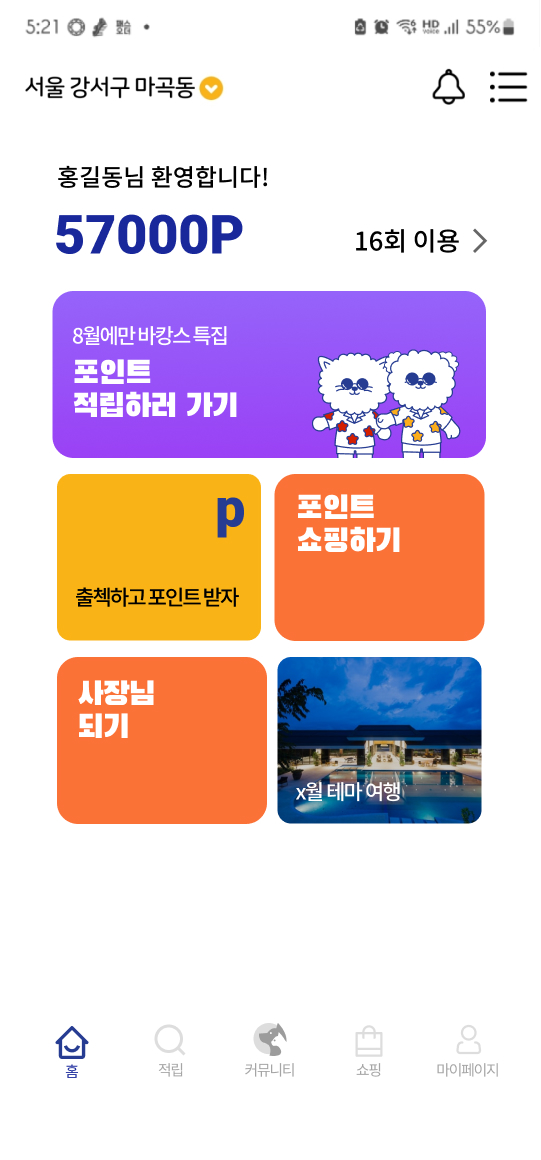 5:21
HD
voice
55%
서울 강서구 마곡동
홍길동님 환영합니다!
57000P
16회 이용
8월에만 바캉스 특집
포인트
적립하러 가기
p
출첵하고 포인트 받자
포인트
쇼핑하기
사장님
되기
x월 테마 여행
홈
적립
커뮤니티
쇼핑
마이페이지